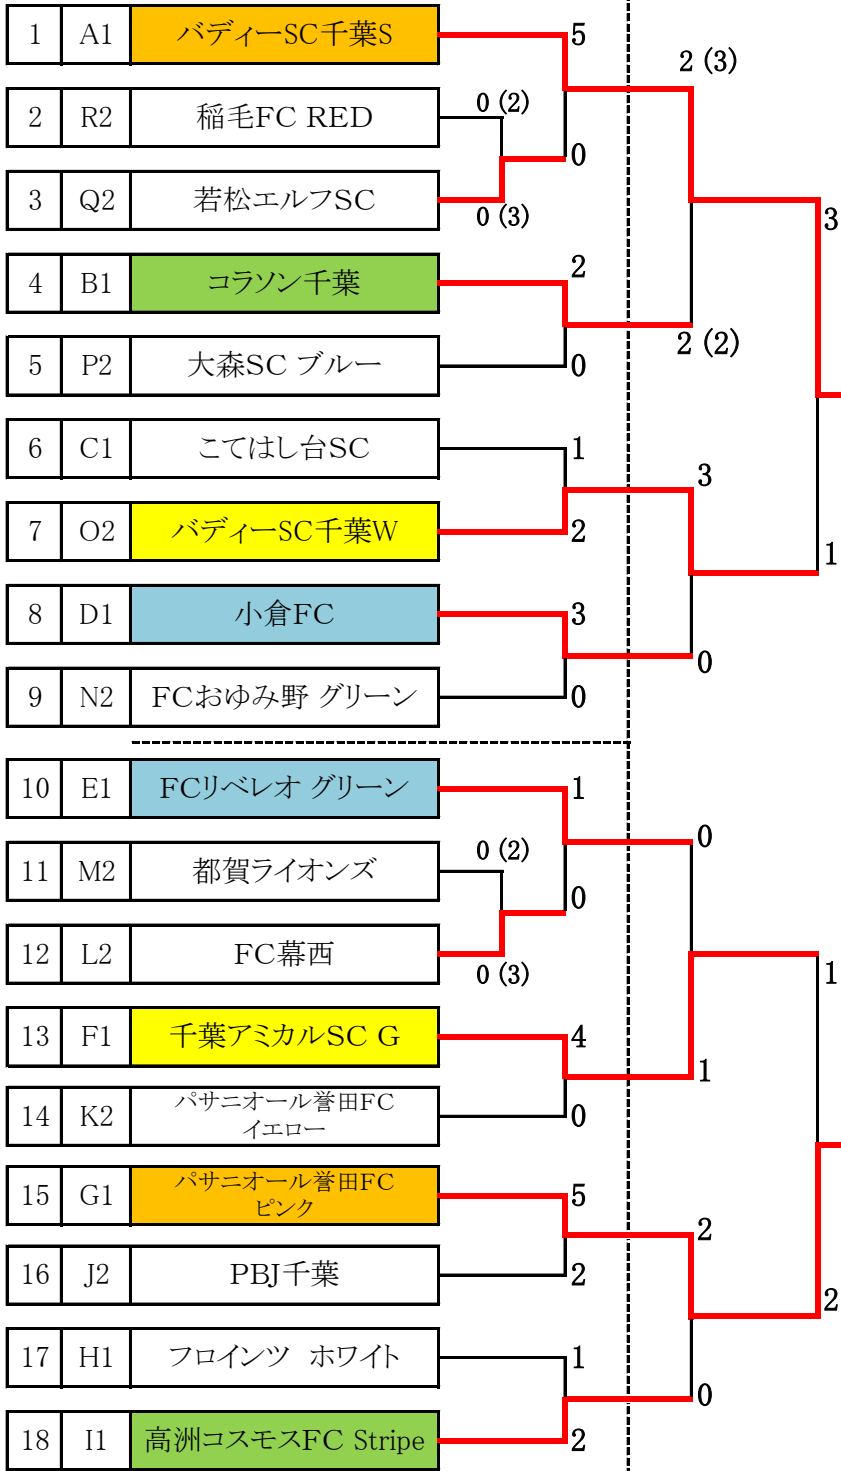 1 A1 バディーSC千葉S 5
2 (3)
2 R2 稲毛FC RED 0 (2)
0
3 Q2 若松エルフSC 0 (3)
3
4 B1 コラソン千葉 2
2 (2)
5 P2 大森SC ブルー 0
6 C1 こてはし台SC 1
3
7 O2 バディーSC千葉W 2
1
8 D1 小倉FC 3
0
9 N2 FCおゆみ野 グリーン 0
10 E1 FCリベレオ グリーン 1
0
11 M2 都賀ライオンズ 0 (2)
0
12 L2 FC幕西 0 (3)
1
13 F1 千葉アミカルSC G 4
1
14 K2 パサニオール誉田FC
イエロー 0
15 G1 パサニオール誉田FC
ピンク 5
2
16 J2 PBJ千葉 2
2
17 H1 フロインツ ホワイト 1
0
18 I1 高洲コスモスFC Stripe 2